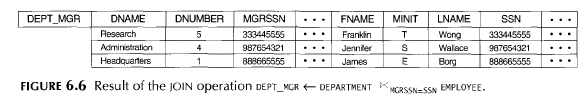 DEPT_MGR DNAME DNUMBER MGRSSN • • • FNAME MINIT LNAME SSN • • •
Research 5 333445555 • • • Franklin T Wong 333445555 • • •
Administration 4 987654321 • • • Jennifer S Wallace 987654321 • • •
Headquarters 1 888665555 • • • James E Borg 888665555 • • •
FIGURE 6.6 Result of the JOIN operation DEPT_MGR ← DEPARTMENT ⋈ MGRSSN=SSN EMPLOYEE.